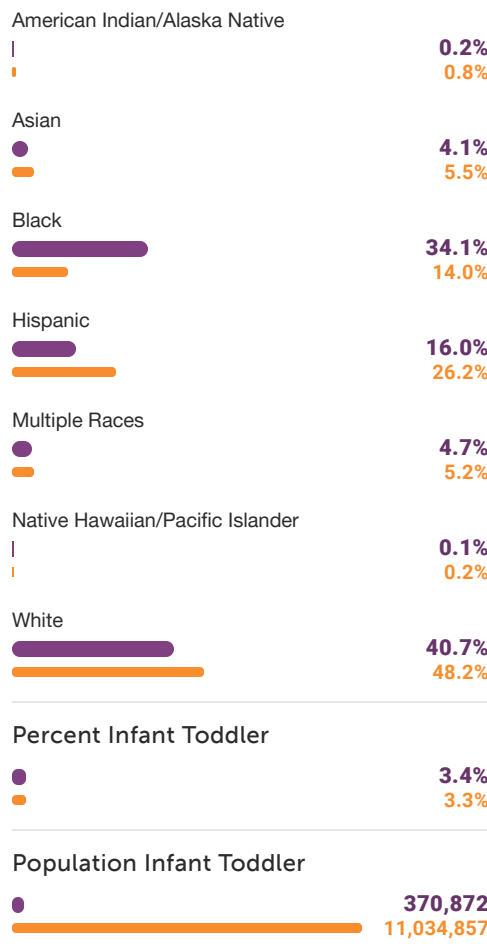 American Indian/Alaska Native
0.2%
0.8%
Asian
4.1%
5.5%
Black
34.1%
14.0%
Hispanic
16.0%
26.2%
Multiple Races
4.7%
5.2%
Native Hawaiian/Pacific Islander
0.1%
0.2%
White
40.7%
48.2%
Percent Infant Toddler
3.4%
3.3%
Population Infant Toddler
370,872
11,034,857